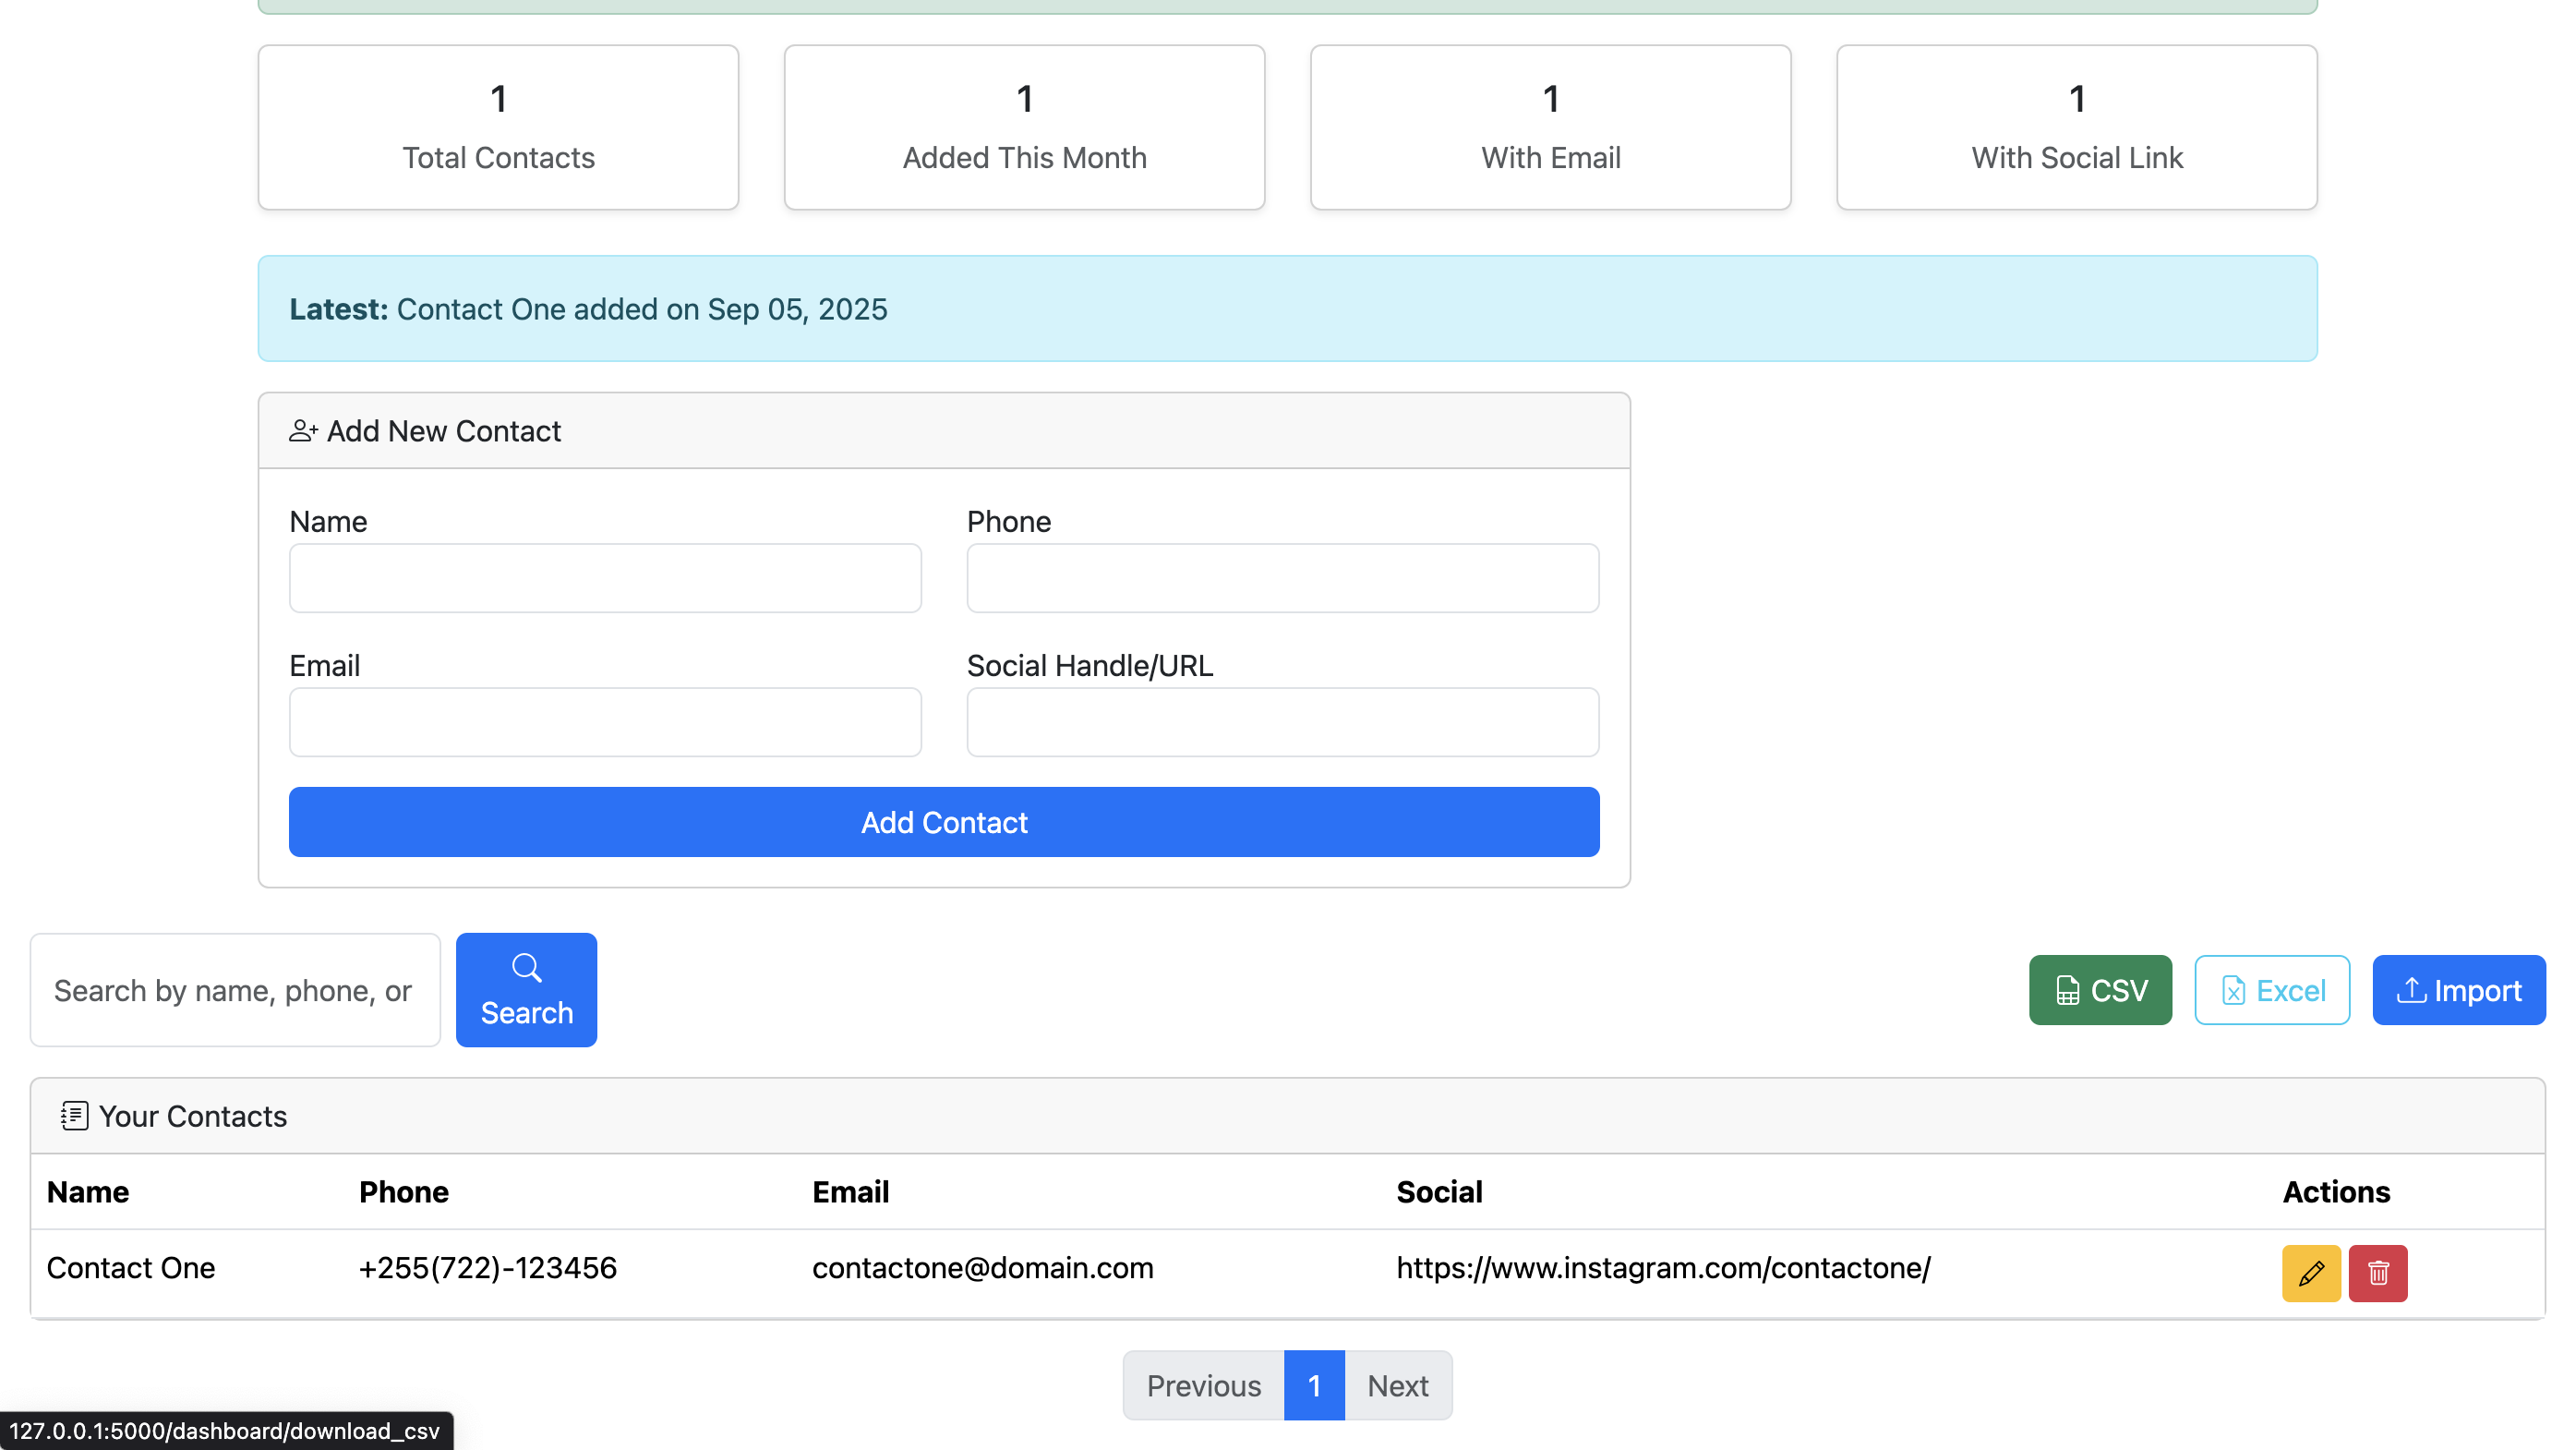 1
Total Contacts
1
Added This Month
1
With Email
1
With Social Link
Latest: Contact One added on Sep 05, 2025
Add New Contact
Name
Phone
Email
Social Handle/URL
Add Contact
Search by name, phone, or
Search
CSV
Excel
Import
Your Contacts
Name Phone Email Social Actions
Contact One +255(722)-123456 contactone@domain.com https://www.instagram.com/contactone/
Previous 1 Next
127.0.0.1:5000/dashboard/download_csv